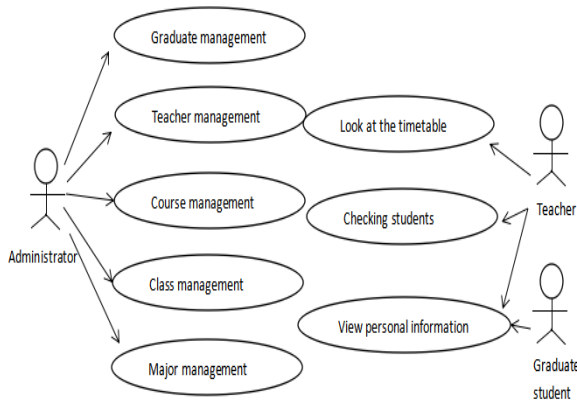 Graduate management
Teacher management
Look at the timetable
Course management
Checking students
Teacher
Administrator
Class management
View personal information
Major management
Graduate
student